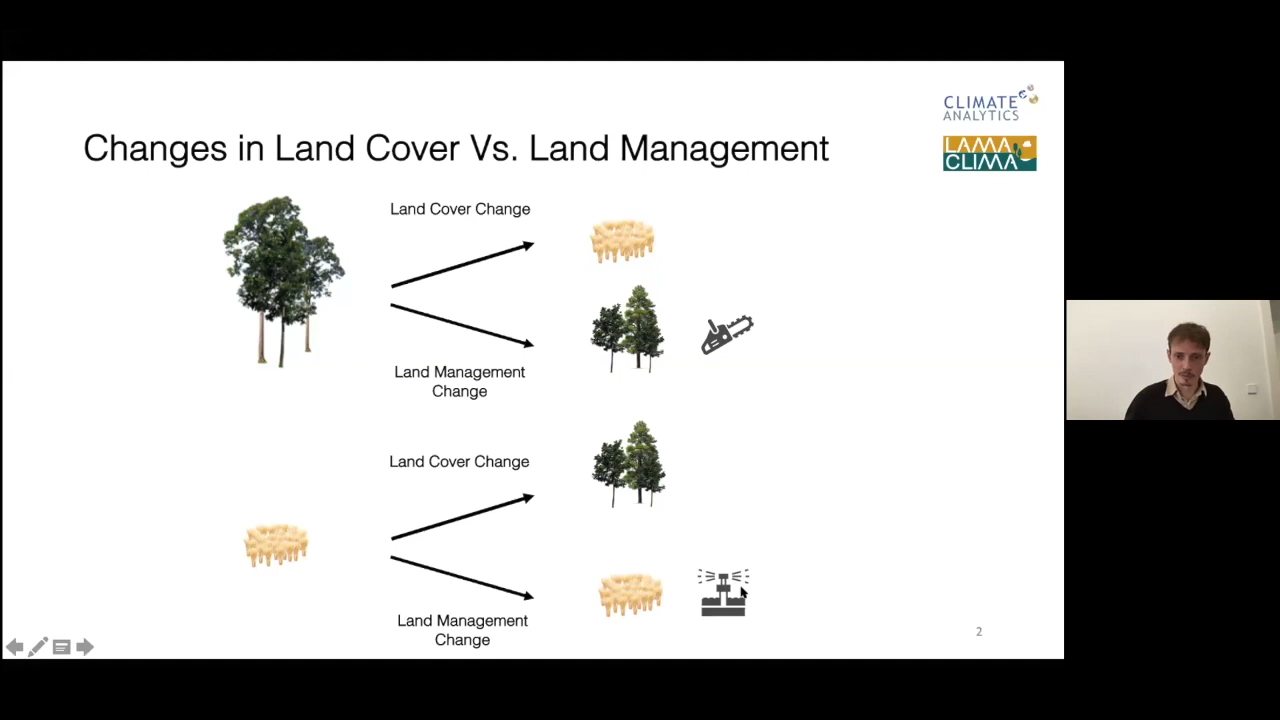 CLIMATE
ANALYTICS
LAMA
CLIMA
Changes in Land Cover Vs. Land Management
Land Cover Change
Land Management
Change
Land Cover Change
Land Management
Change
2